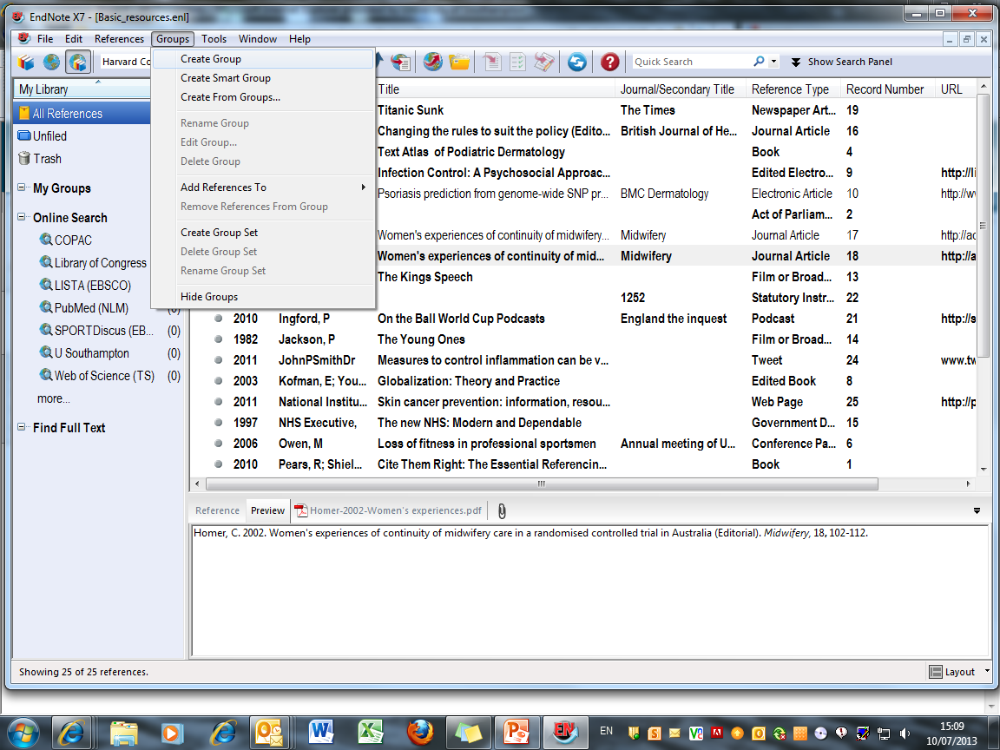 EndNote X7 - [Basic_resources.enl]
File Edit References Groups Tools Window Help
Harvard Co
Quick Search
Show Search Panel
My Library
All References
Unfiled
Trash
My Groups
Online Search
COPAC
Library of Congress
LISTA (EBSCO)
PubMed (NLM) (0)
SPORTDiscus (EB... (0)
U Southampton (0)
Web of Science (TS) (0)
more...
Find Full Text
Create Group
Create Smart Group
Create From Groups...
Rename Group
Edit Group...
Delete Group
Add References To
Remove References From Group
Create Group Set
Delete Group Set
Rename Group Set
Hide Groups
Title Journal/Secondary Title Reference Type Record Number URL
Titanic Sunk The Times Newspaper Art... 19
Changing the rules to suit the policy (Edito... British Journal of He... Journal Article 16
Text Atlas of Podiatric Dermatology Book 4
Infection Control: A Psychosocial Approac... Edited Electro... 9 http://li
Psoriasis prediction from genome-wide SNP pr... BMC Dermatology Electronic Article 10 http://w
Act of Parliam... 2
Women's experiences of continuity of midwifery... Midwifery Journal Article 17 http://ac
Women's experiences of continuity of mid... Midwifery Journal Article 18 http://a
The Kings Speech Film or Broad... 13
1252 Statutory Instr... 22
2010 Ingford, P On the Ball World Cup Podcasts England the inquest Podcast 21 http://s
1982 Jackson, P The Young Ones Film or Broad... 14
2011 JohnPSmithDr Measures to control inflammation can be v... Tweet 24 www.tw
2003 Kofman, E; You... Globalization: Theory and Practice Edited Book 8
2011 National Institu... Skin cancer prevention: information, resou... Web Page 25 http://p
1997 NHS Executive, The new NHS: Modern and Dependable Government D... 15
2006 Owen, M Loss of fitness in professional sportsmen Annual meeting of U... Conference Pa... 6
2010 Pears, R; Shiel... Cite Them Right: The Essential Referencin... Book 1
Reference Preview Homer-2002-Women's experiences.pdf
Homer, C. 2002. Women's experiences of continuity of midwifery care in a randomised controlled trial in Australia (Editorial). Midwifery, 18, 102-112.
Showing 25 of 25 references.
Layout
EN
15:09
10/07/2013